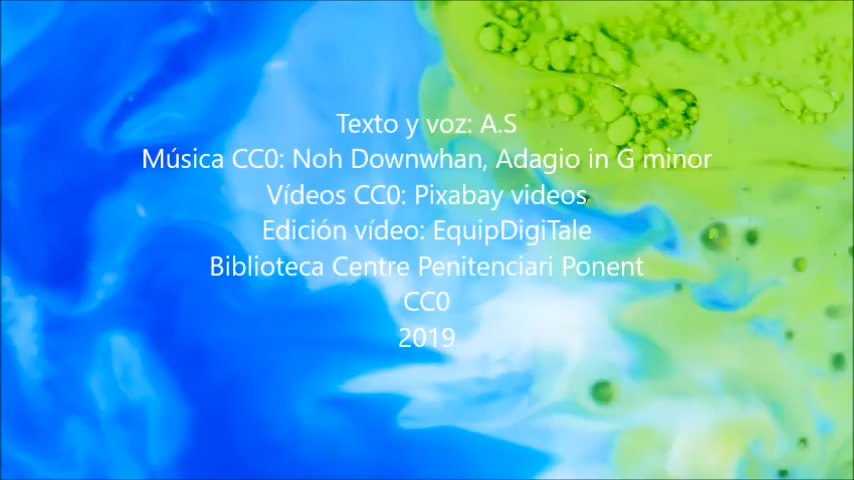 Texto y voz: A.S
Música CC0: Noh Downwhan, Adagio in G minor
Vídeos CC0: Pixabay videos
Edición vídeo: EquipDigiTale
Biblioteca Centre Penitenciari Ponent
CC0
2019